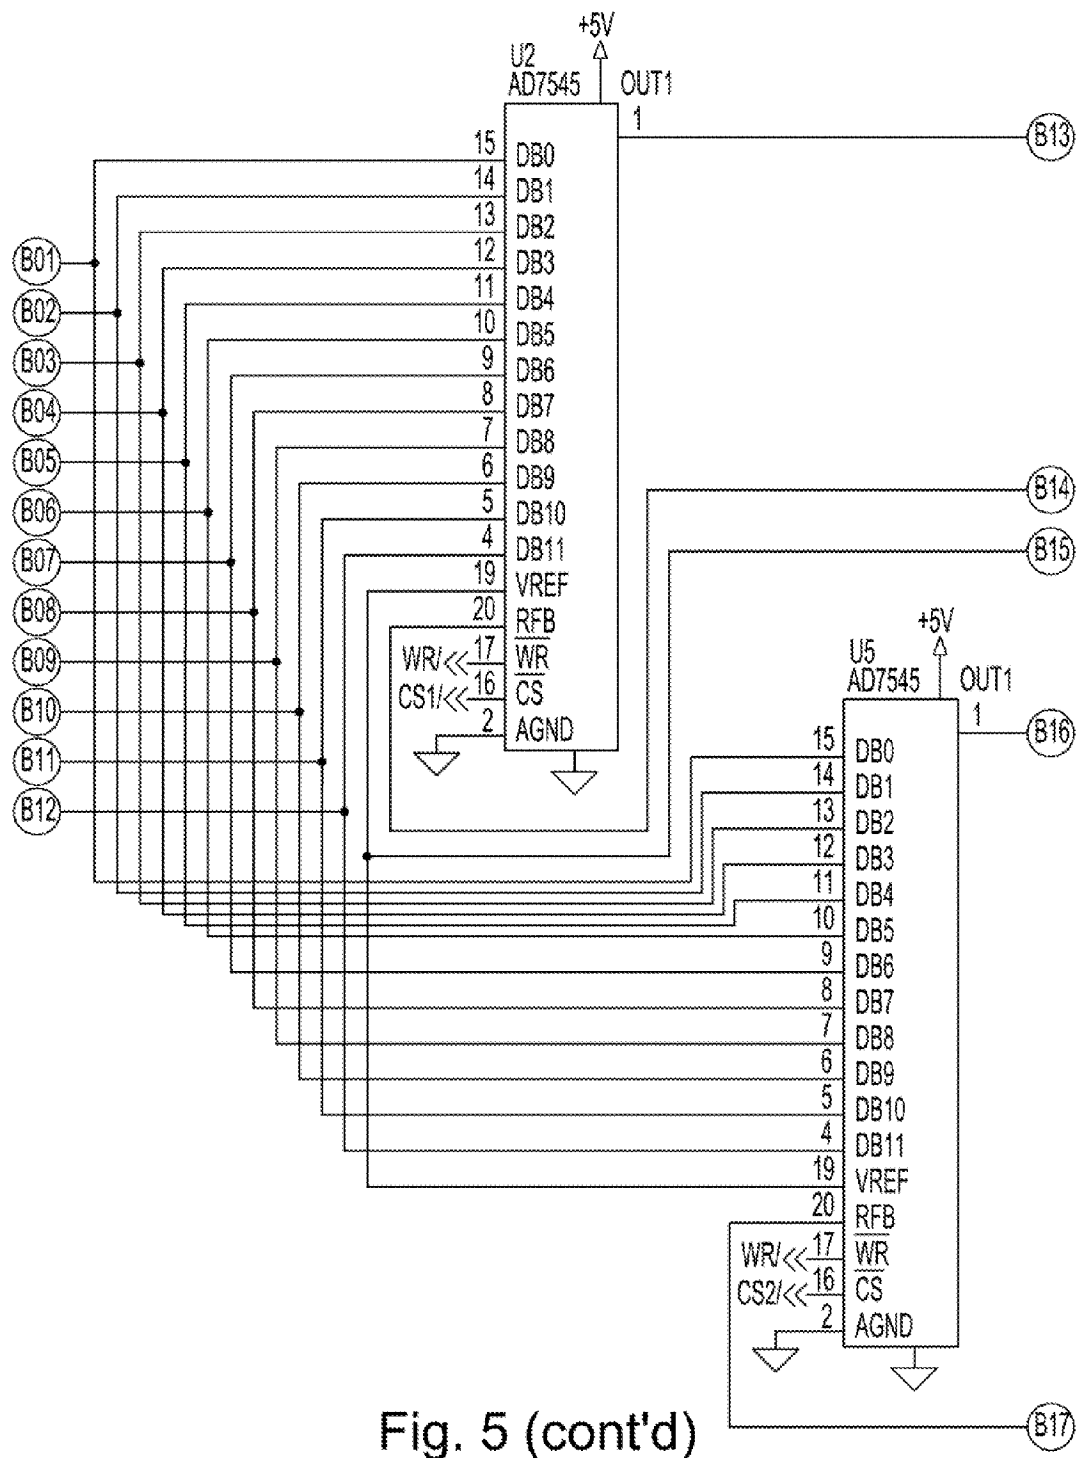 +5V
U2
AD7545
OUT1
1
B13
15 DB0
14 DB1
13 DB2
12 DB3
11 DB4
10 DB5
9 DB6
8 DB7
7 DB8
6 DB9
5 DB10
4 DB11
19 VREF
20 RFB
WR/ 17 WR
CS1/ 16 CS
2 AGND
B01
B02
B03
B04
B05
B06
B07
B08
B09
B10
B11
B12
B14
B15
+5V
U5
AD7545
OUT1
1
B16
15 DB0
14 DB1
13 DB2
12 DB3
11 DB4
10 DB5
9 DB6
8 DB7
7 DB8
6 DB9
5 DB10
4 DB11
19 VREF
20 RFB
WR/ 17 WR
CS2/ 16 CS
2 AGND
B17
Fig. 5 (cont'd)